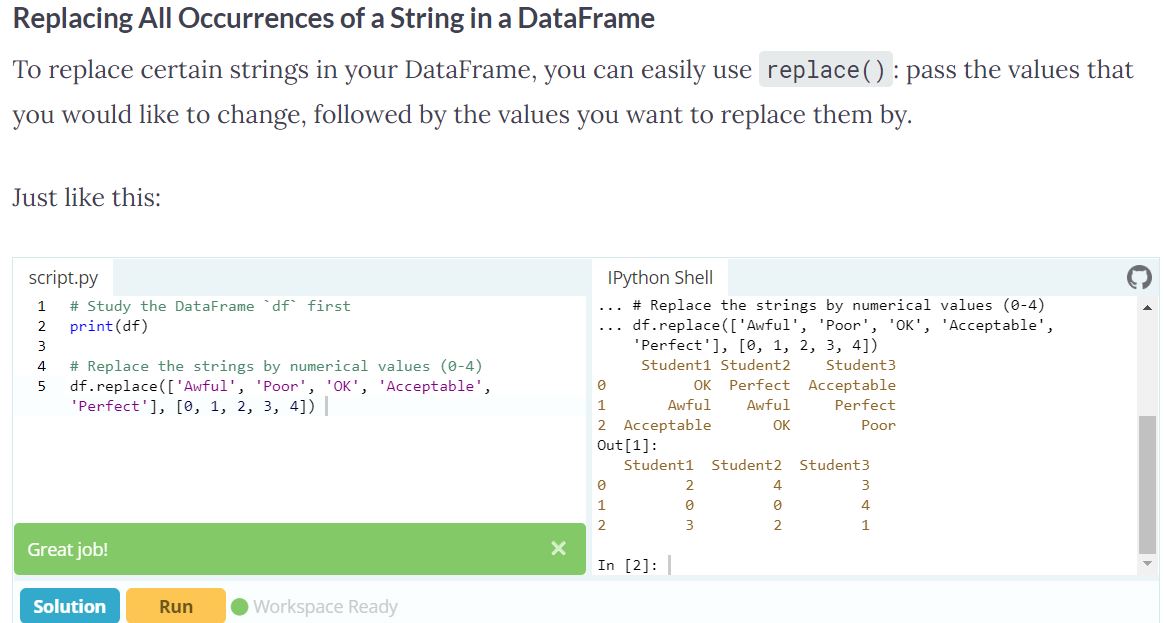 Replacing All Occurrences of a String in a DataFrame
To replace certain strings in your DataFrame, you can easily use replace(): pass the values that
you would like to change, followed by the values you want to replace them by.
Just like this:
script.py
1 # Study the DataFrame `df` first
2 print(df)
3
4 # Replace the strings by numerical values (0-4)
5 df.replace(['Awful', 'Poor', 'OK', 'Acceptable',
'Perfect'], [0, 1, 2, 3, 4])
Great job! ×
Solution Run Workspace Ready
IPython Shell
... # Replace the strings by numerical values (0-4)
... df.replace(['Awful', 'Poor', 'OK', 'Acceptable',
'Perfect'], [0, 1, 2, 3, 4])
Student1 Student2 Student3
0 OK Perfect Acceptable
1 Awful Awful Perfect
2 Acceptable OK Poor
Out[1]:
Student1 Student2 Student3
0 2 4 3
1 0 0 4
2 3 2 1
In [2]: